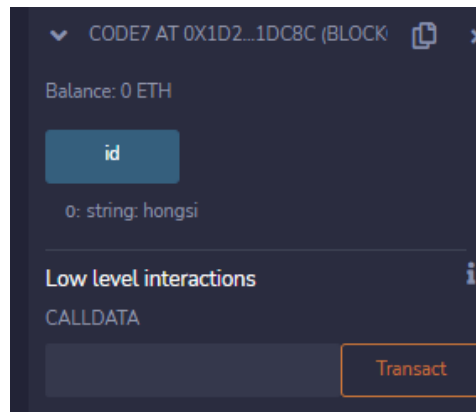 CODE7 AT 0X1D2...1DC8C (BLOCK
Balance: 0 ETH
id
0: string: hongsi
Low level interactions
CALLDATA
Transact